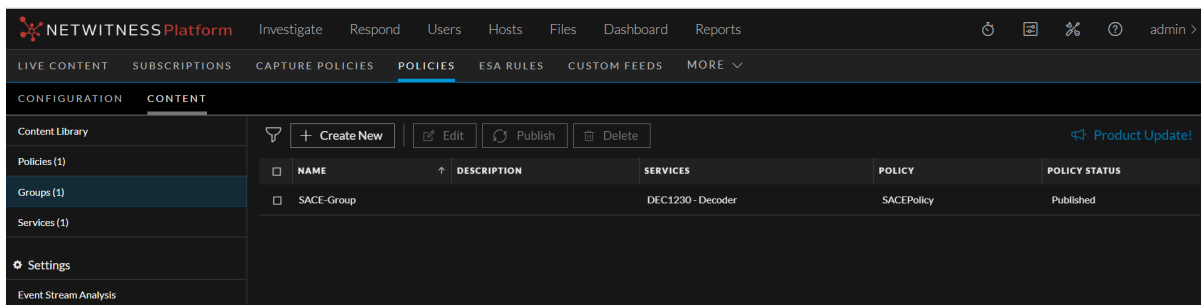 NETWITNESS Platform Investigate Respond Users Hosts Files Dashboard Reports admin >
LIVE CONTENT SUBSCRIPTIONS CAPTURE POLICIES POLICIES ESA RULES CUSTOM FEEDS MORE
CONFIGURATION CONTENT
Content Library
Policies (1)
Groups (1)
Services (1)
Settings
Event Stream Analysis
+ Create New Edit Publish Delete Product Update!
NAME ↑ DESCRIPTION SERVICES POLICY POLICY STATUS
SACE-Group DEC1230 - Decoder SACEPolicy Published